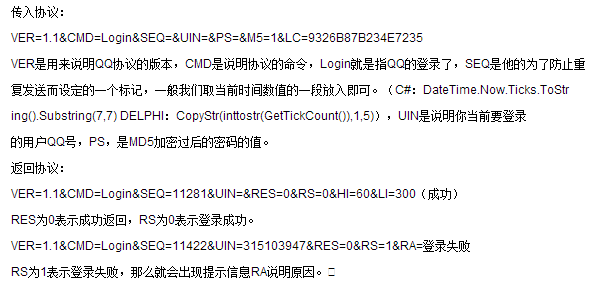 传入协议：
VER=1.1&CMD=Login&SEQ=&UIN=&PS=&M5=1&LC=9326B87B234E7235
VER是用来说明QQ协议的版本，CMD是说明协议的命令，Login就是指QQ的登录了，SEQ是他的为了防止重
复发送而设定的一个标记，一般我们取当前时间数值的一段放入即可。（C#：DateTime.Now.Ticks.ToStr
ing().Substring(7,7) DELPHI：CopyStr(inttostr(GetTickCount()),1,5)），UIN是说明你当前要登录
的用户QQ号，PS，是MD5加密过后的密码的值。
返回协议：
VER=1.1&CMD=Login&SEQ=11281&UIN=&RES=0&RS=0&HI=60&LI=300（成功）
RES为0表示成功返回，RS为0表示登录成功。
VER=1.1&CMD=Login&SEQ=11422&UIN=315103947&RES=0&RS=1&RA=登录失败
RS为1表示登录失败，那么就会出现提示信息RA说明原因。